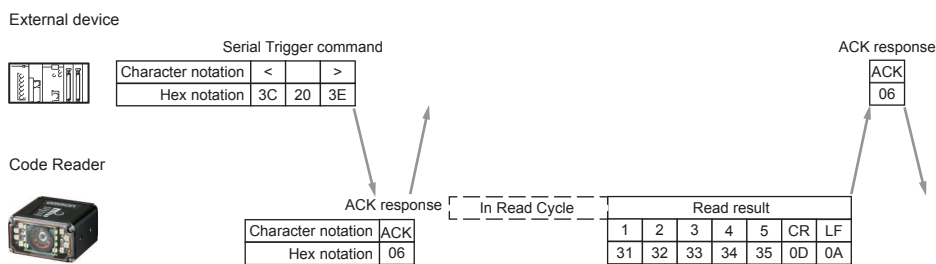 External device
Serial Trigger command
ACK response
Character notation < >
ACK
Hex notation 3C 20 3E
06
Code Reader
ACK response
In Read Cycle
Read result
Character notation ACK
1 2 3 4 5 CR LF
Hex notation 06
31 32 33 34 35 0D 0A
OMRON